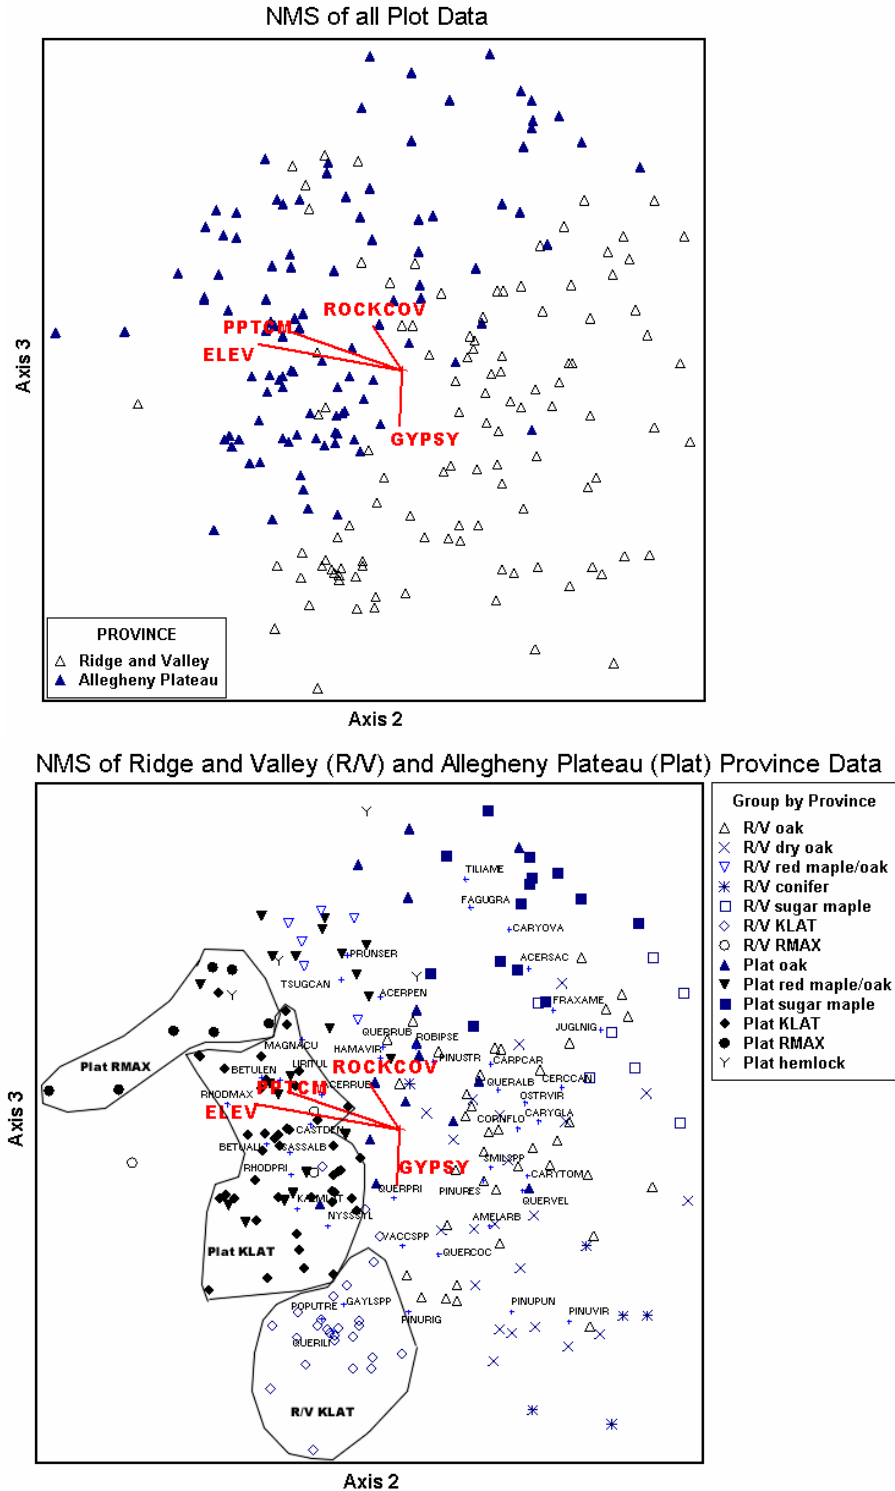 NMS of all Plot Data
ROCKCOV
PPTCM
ELEV
GYPSY
Axis 3
PROVINCE
Ridge and Valley
Allegheny Plateau
Axis 2
NMS of Ridge and Valley (R/V) and Allegheny Plateau (Plat) Province Data
Group by Province
R/V oak
R/V dry oak
R/V red maple/oak
R/V conifer
R/V sugar maple
R/V KLAT
R/V RMAX
Plat oak
Plat red maple/oak
Plat sugar maple
Plat KLAT
Plat RMAX
Plat hemlock
TILIAME
FAGUGRA
CARYOVA
PRUNSER
ACERSAC
TSUGCAN
ACERPEN
FRAXAME
QUERRUB
ROBIPSE
JUGLNIG
MAGNACU
HAMAVIR
PINUSTR
Plat RMAX
BETULEN
LIRITUL
ROCKCOV
CARPCAR
RHODMAX
PPTCM
ACERRUB
QUERALB
CERCCAN
ELEV
OSTRVIR
CASTDEN
CORNFLO
CARYGLA
BETUALL
SASSALB
RHODPRI
GYPSY
SMILSPP
CARYTOM
KALMLAT
QUERPRI
PINURES
QUERVEL
NYSSSYL
AMELARB
Plat KLAT
VACCSPP
QUERCOC
POPUTRE
GAYLSPP
PINURIG
PINUPUN
PINUVIR
QUERILI
R/V KLAT
Axis 3
Axis 2